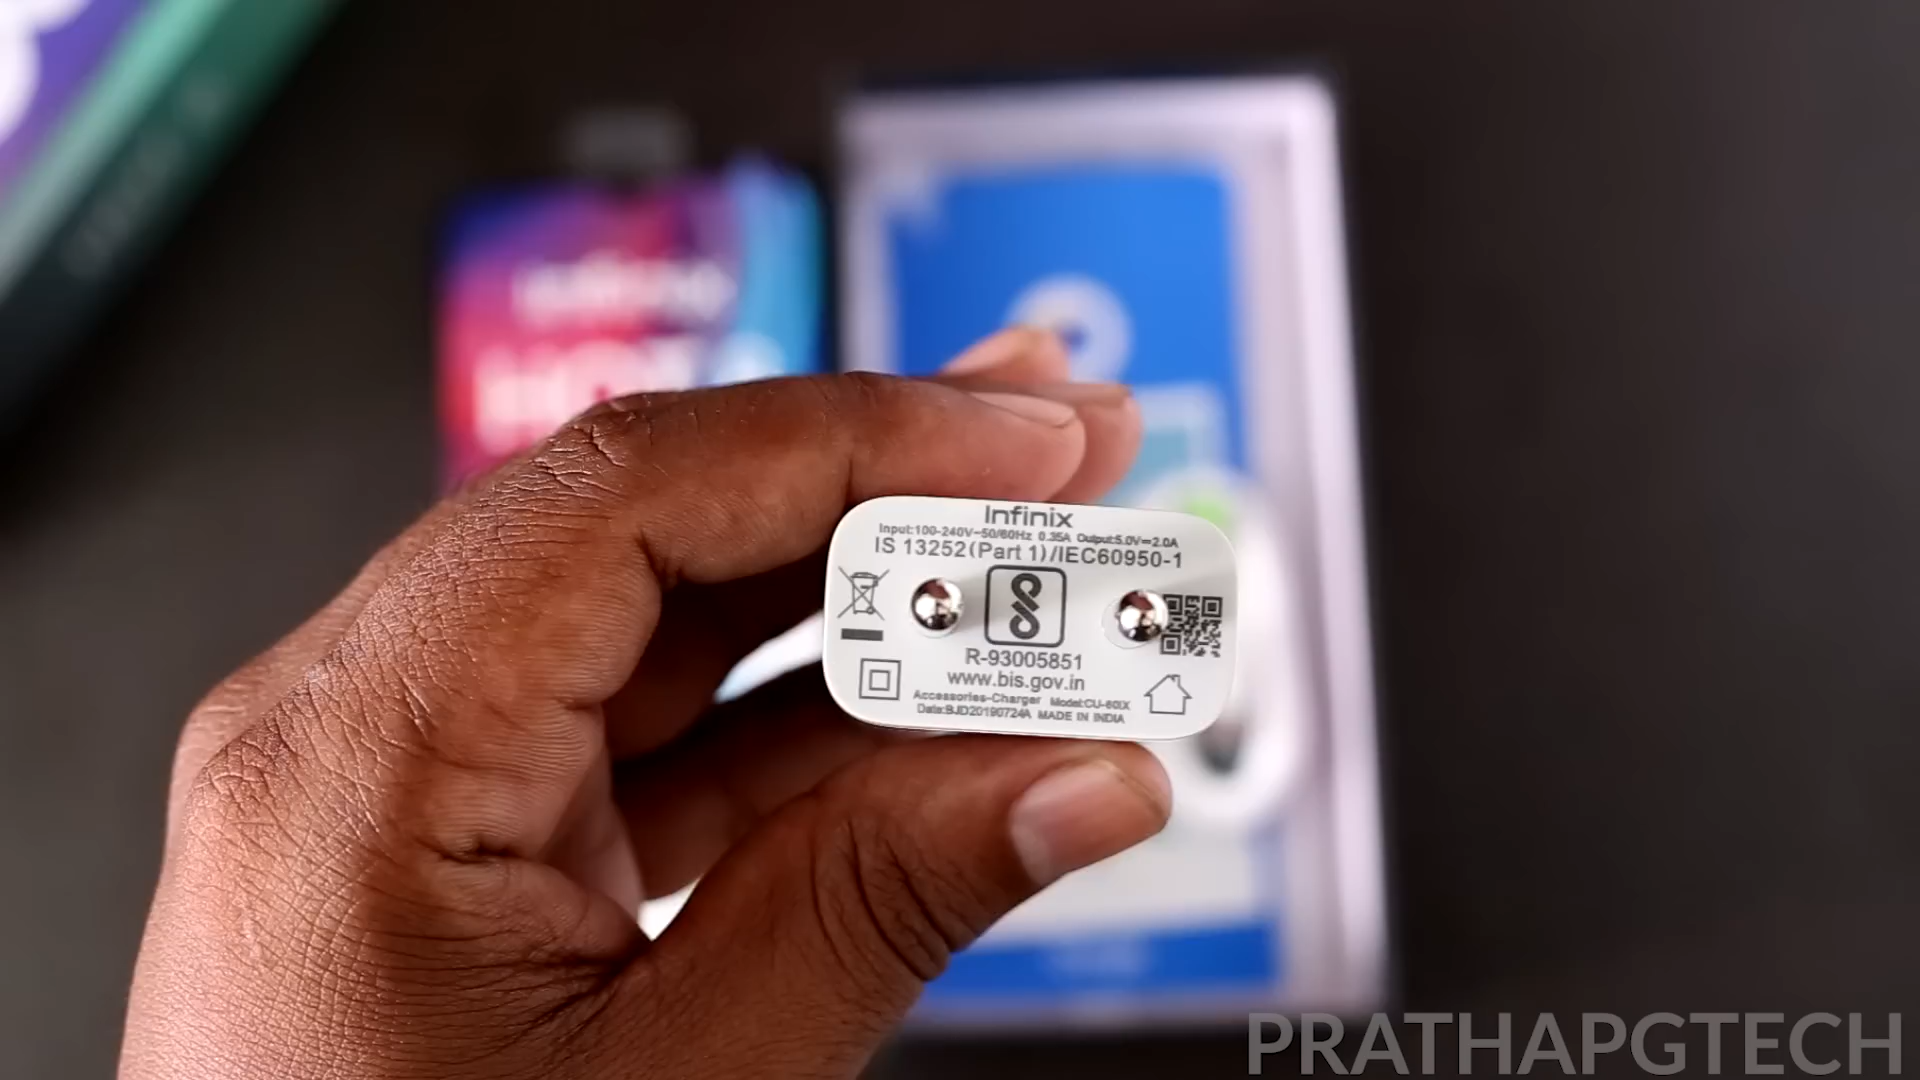 Infinix
Input:100-240V~50/60Hz 0.35A Output:5.0V⎓2.0A
IS 13252(Part 1)/IEC60950-1
R-93005851
www.bis.gov.in
Accessories-Charger Model:CU-60IX
Date:BJD20190724A MADE IN INDIA
PRATHAPGTECH